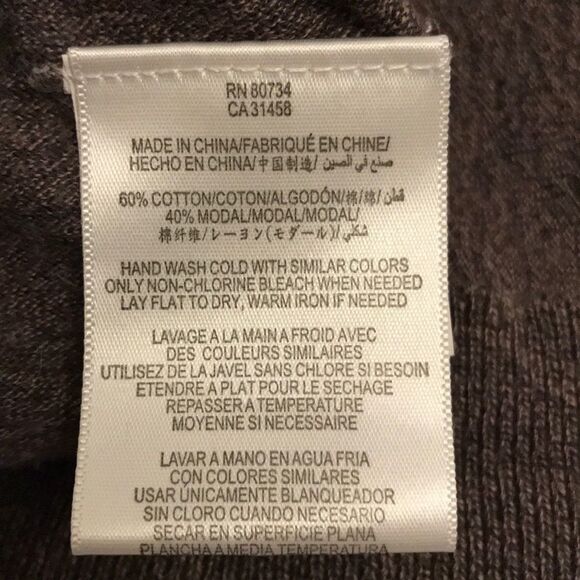 RN 80734
CA 31458
MADE IN CHINA/FABRIQUÉ EN CHINE/
HECHO EN CHINA/中国制造/ صنع في الصين/
60% COTTON/COTON/ALGODÓN/棉/綿/قطن/
40% MODAL/MODAL/MODAL/
棉纤维/レーヨン(モダール)/شكلي/
HAND WASH COLD WITH SIMILAR COLORS
ONLY NON-CHLORINE BLEACH WHEN NEEDED
LAY FLAT TO DRY, WARM IRON IF NEEDED
LAVAGE A LA MAIN A FROID AVEC
DES COULEURS SIMILAIRES
UTILISEZ DE LA JAVEL SANS CHLORE SI BESOIN
ETENDRE A PLAT POUR LE SECHAGE
REPASSER A TEMPERATURE
MOYENNE SI NECESSAIRE
LAVAR A MANO EN AGUA FRIA
CON COLORES SIMILARES
USAR ÚNICAMENTE BLANQUEADOR
SIN CLORO CUANDO NECESARIO
SECAR EN SUPERFICIE PLANA
PLANCHA A MEDIA TEMPERATURA